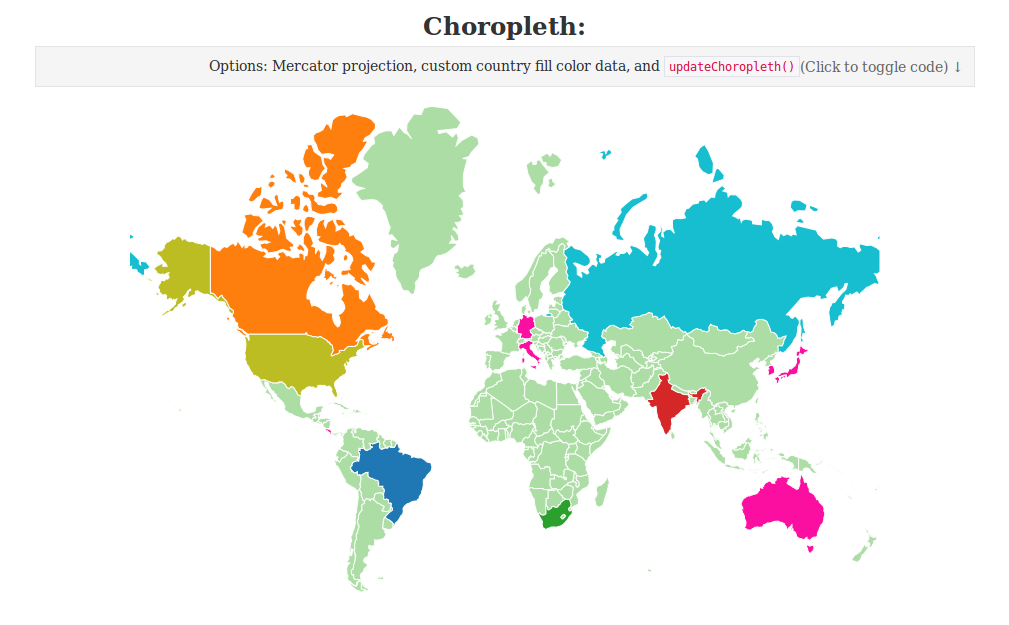 Choropleth:
Options: Mercator projection, custom country fill color data, and updateChoropleth() (Click to toggle code) ↓